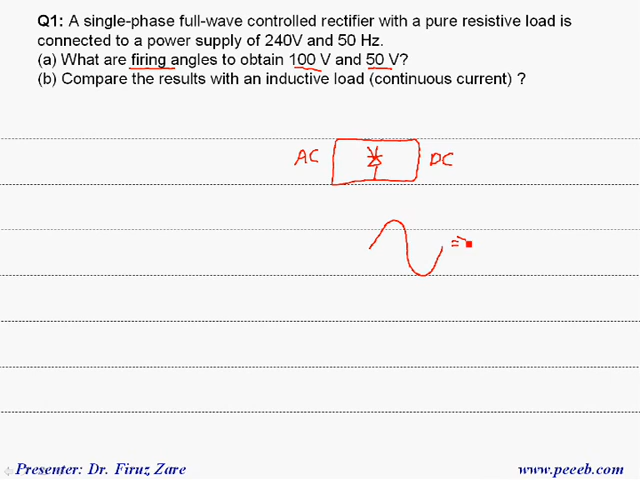 Q1: A single-phase full-wave controlled rectifier with a pure resistive load is
connected to a power supply of 240V and 50 Hz.
(a) What are firing angles to obtain 100 V and 50 V?
(b) Compare the results with an inductive load (continuous current) ?
AC DC
=>
Presenter: Dr. Firuz Zare www.peeeb.com